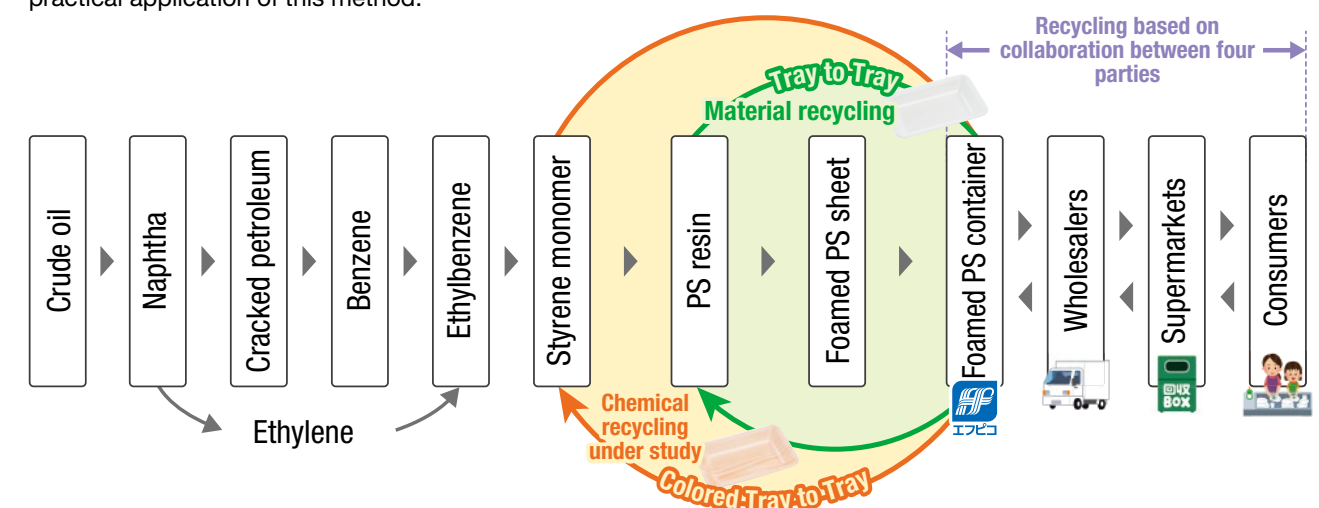 practical application of this method.
Recycling based on
collaboration between four
parties
Tray to Tray
Material recycling
Crude oil
Naphtha
Cracked petroleum
Benzene
Ethylbenzene
Styrene monomer
PS resin
Foamed PS sheet
Foamed PS container
Wholesalers
Supermarkets
Consumers
エフピコ
回収
BOX
Ethylene
Chemical
recycling
under study
Colored Tray to Tray